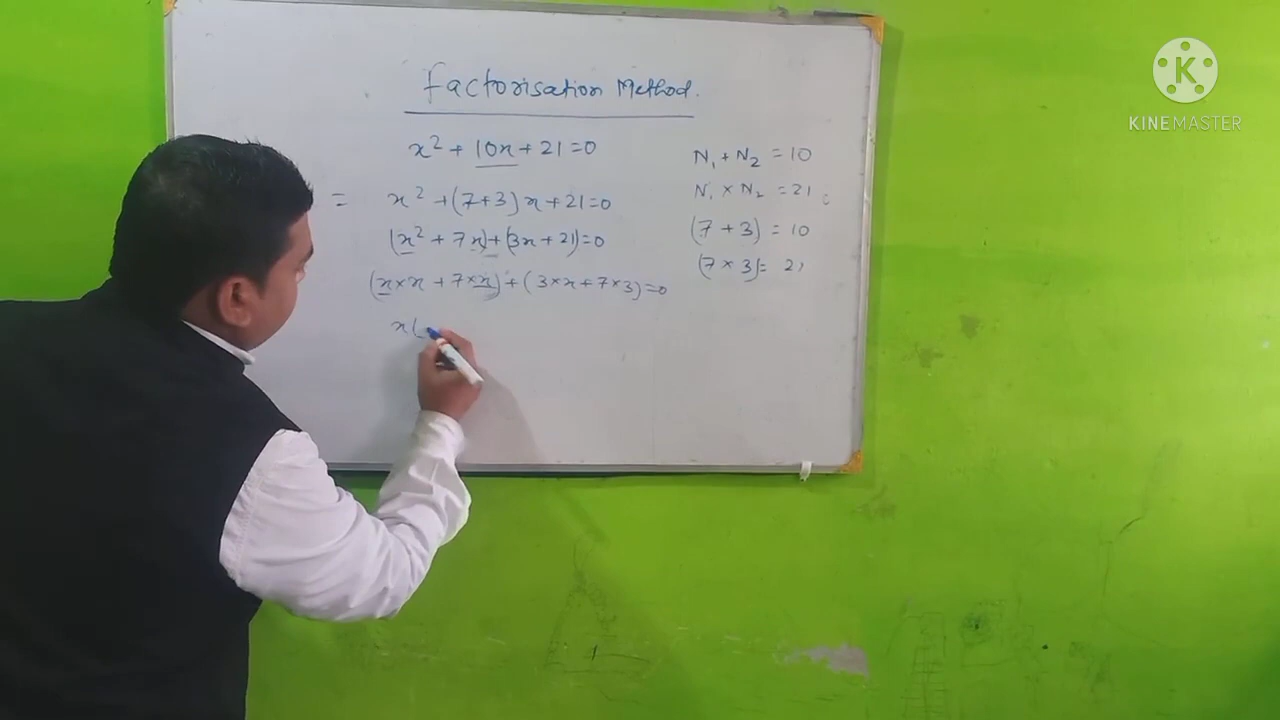 Factorisation Method.
x² + 10x + 21 = 0
= x² + (7+3) x + 21 = 0
(x² + 7x) + (3x + 21) = 0
(x × x + 7 × x) + (3 × x + 7 × 3) = 0
x(
N₁ + N₂ = 10
N₁ × N₂ = 21
(7 + 3) = 10
(7 × 3) = 21
K
KINEMASTER